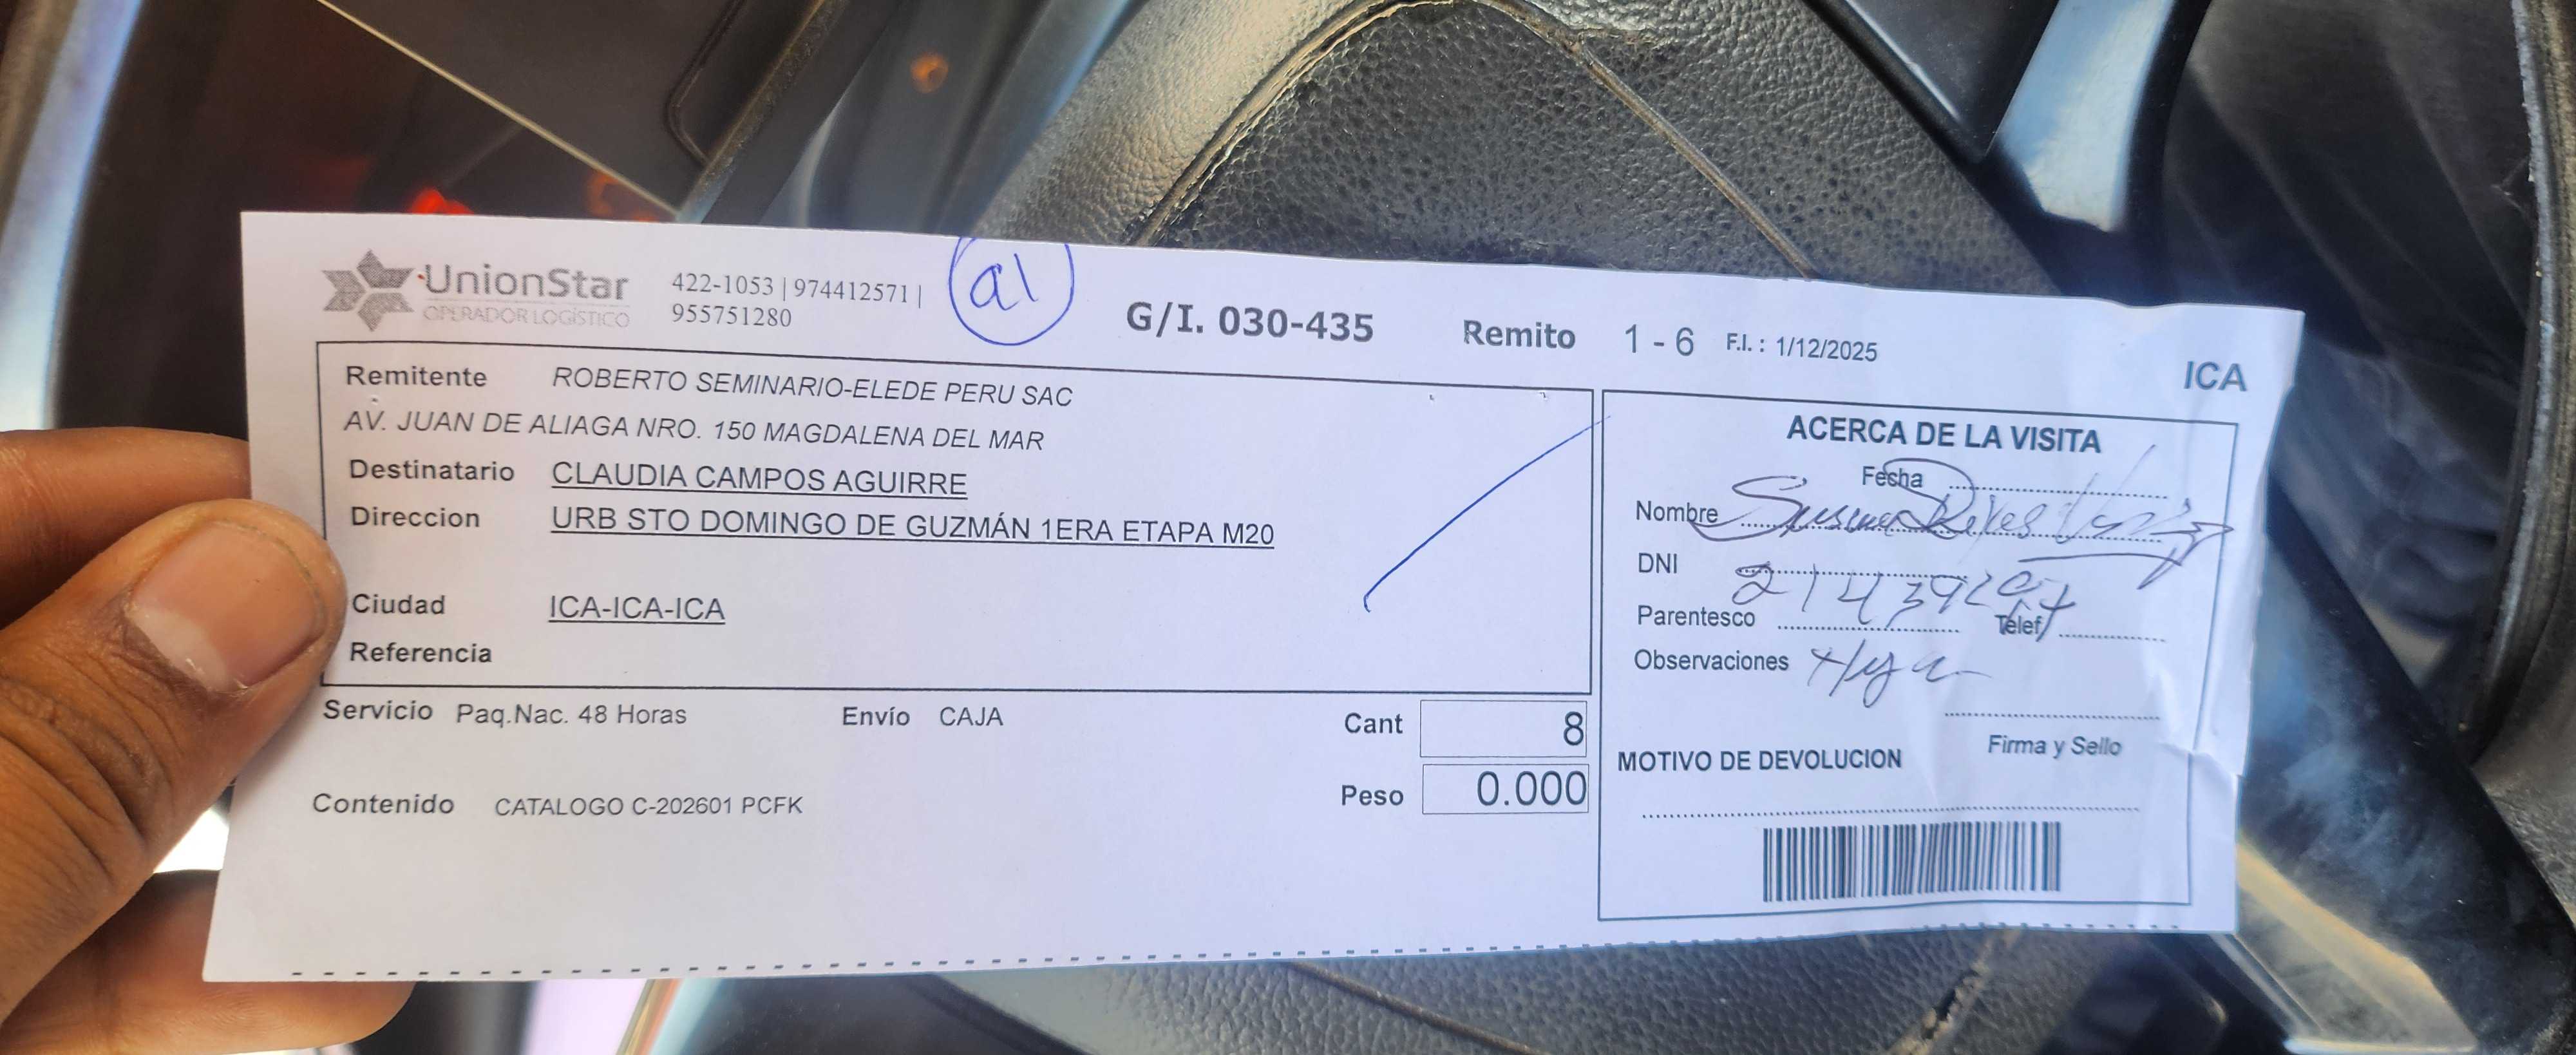 UnionStar
OPERADOR LOGÍSTICO
422-1053 | 974412571 |
955751280
a1
G/I. 030-435
Remito 1 - 6 F.I. : 1/12/2025
ICA
Remitente ROBERTO SEMINARIO-ELEDE PERU SAC
AV. JUAN DE ALIAGA NRO. 150 MAGDALENA DEL MAR
Destinatario CLAUDIA CAMPOS AGUIRRE
Direccion URB STO DOMINGO DE GUZMÁN 1ERA ETAPA M20
Ciudad ICA-ICA-ICA
Referencia
Servicio Paq.Nac. 48 Horas Envío CAJA Cant 8
Contenido CATALOGO C-202601 PCFK Peso 0.000
ACERCA DE LA VISITA
Fecha
Nombre Reyes
DNI
Parentesco Telef
Observaciones
Firma y Sello
MOTIVO DE DEVOLUCION